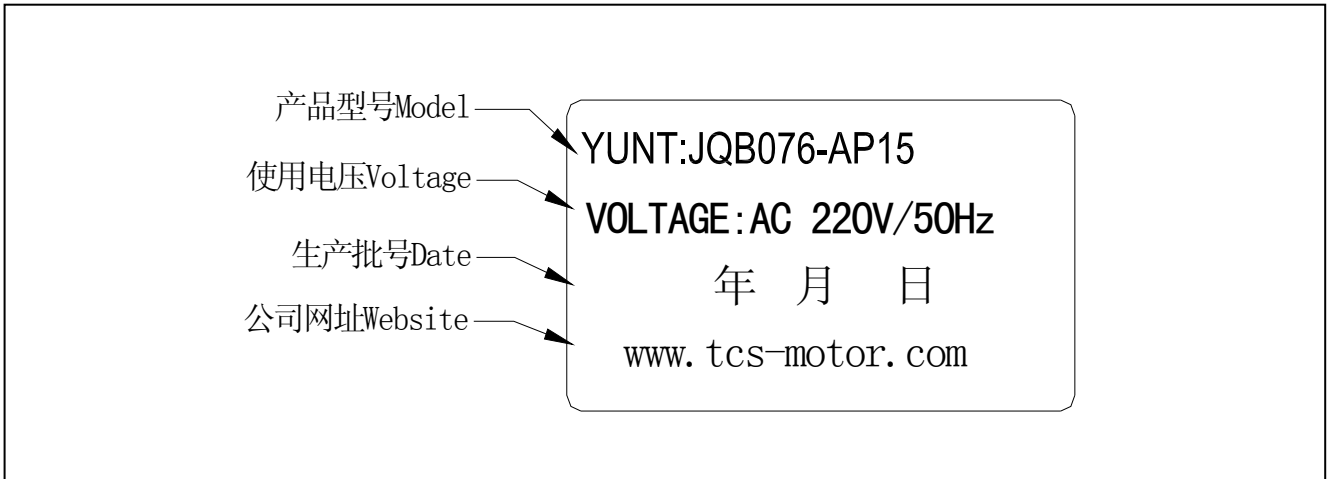 产品型号Model
YUNT:JQB076-AP15
使用电压Voltage
VOLTAGE:AC 220V/50Hz
生产批号Date
年 月 日
公司网址Website
www.tcs-motor.com